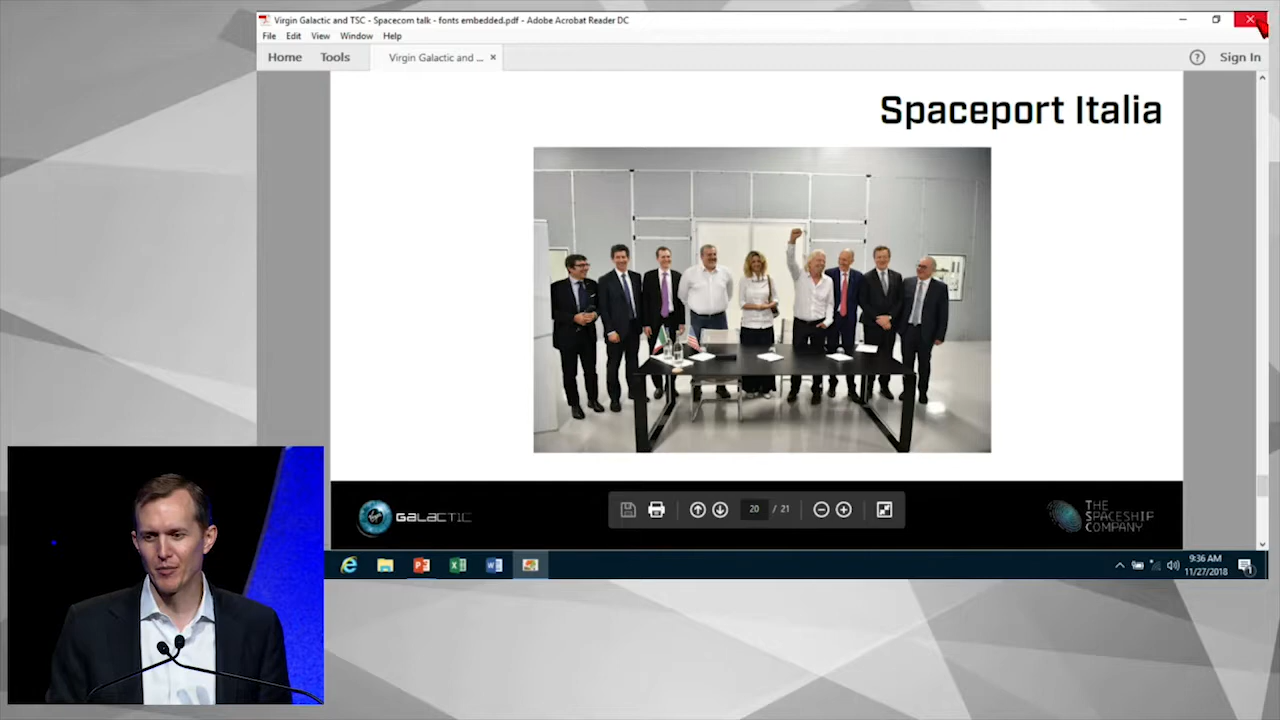 Virgin Galactic and TSC - Spacecom talk - fonts embedded.pdf - Adobe Acrobat Reader DC
File Edit View Window Help
Home Tools Virgin Galactic and ... × ? Sign In
Spaceport Italia
20 / 21
Virgin GALACTIC
THE
SPACESHIP
COMPANY
9:36 AM
11/27/2018
1